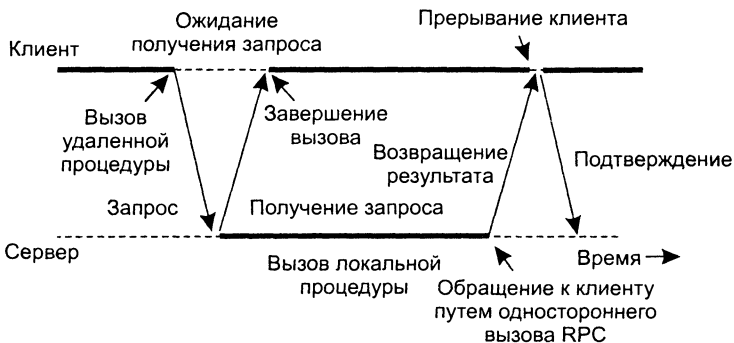 Ожидание
получения запроса
Прерывание клиента
Клиент
Вызов
удаленной
процедуры
Завершение
вызова
Возвращение
результата
Подтверждение
Запрос
Получение запроса
Сервер
Время
Вызов локальной
процедуры
Обращение к клиенту
путем одностороннего
вызова RPC